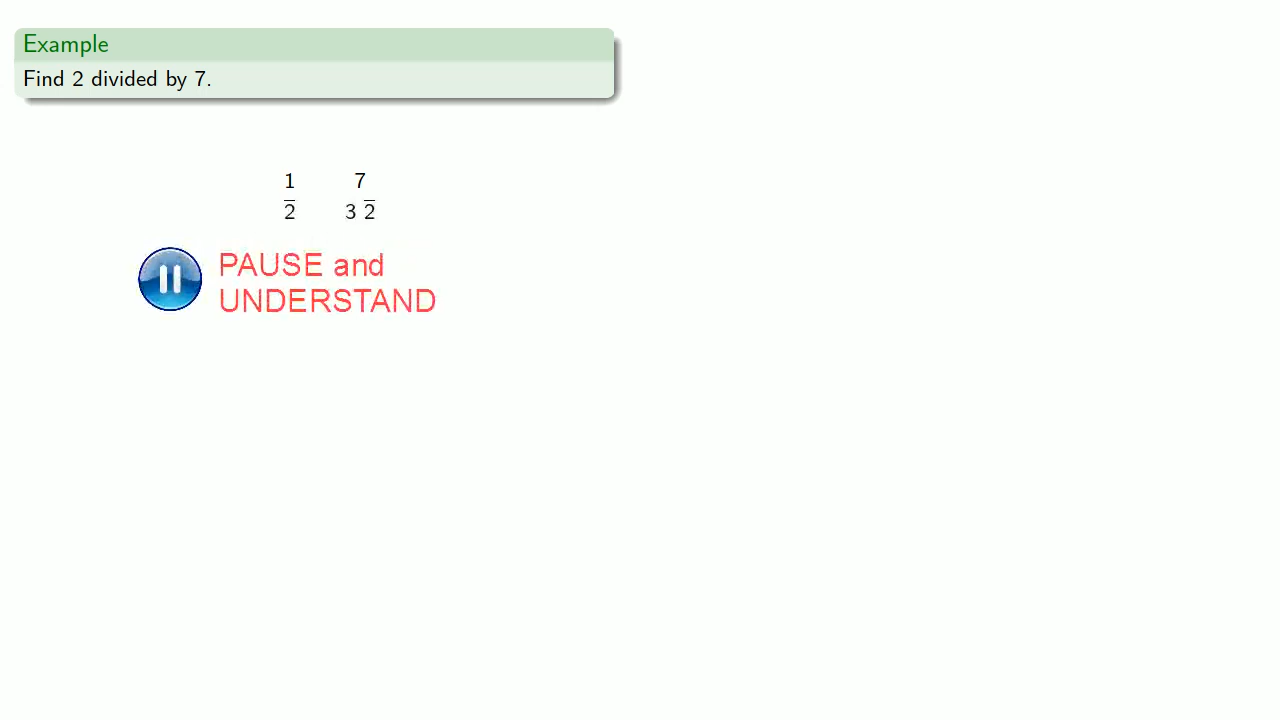 Example
Find 2 divided by 7.
1 7
2̅ 3 2̅
PAUSE and
UNDERSTAND